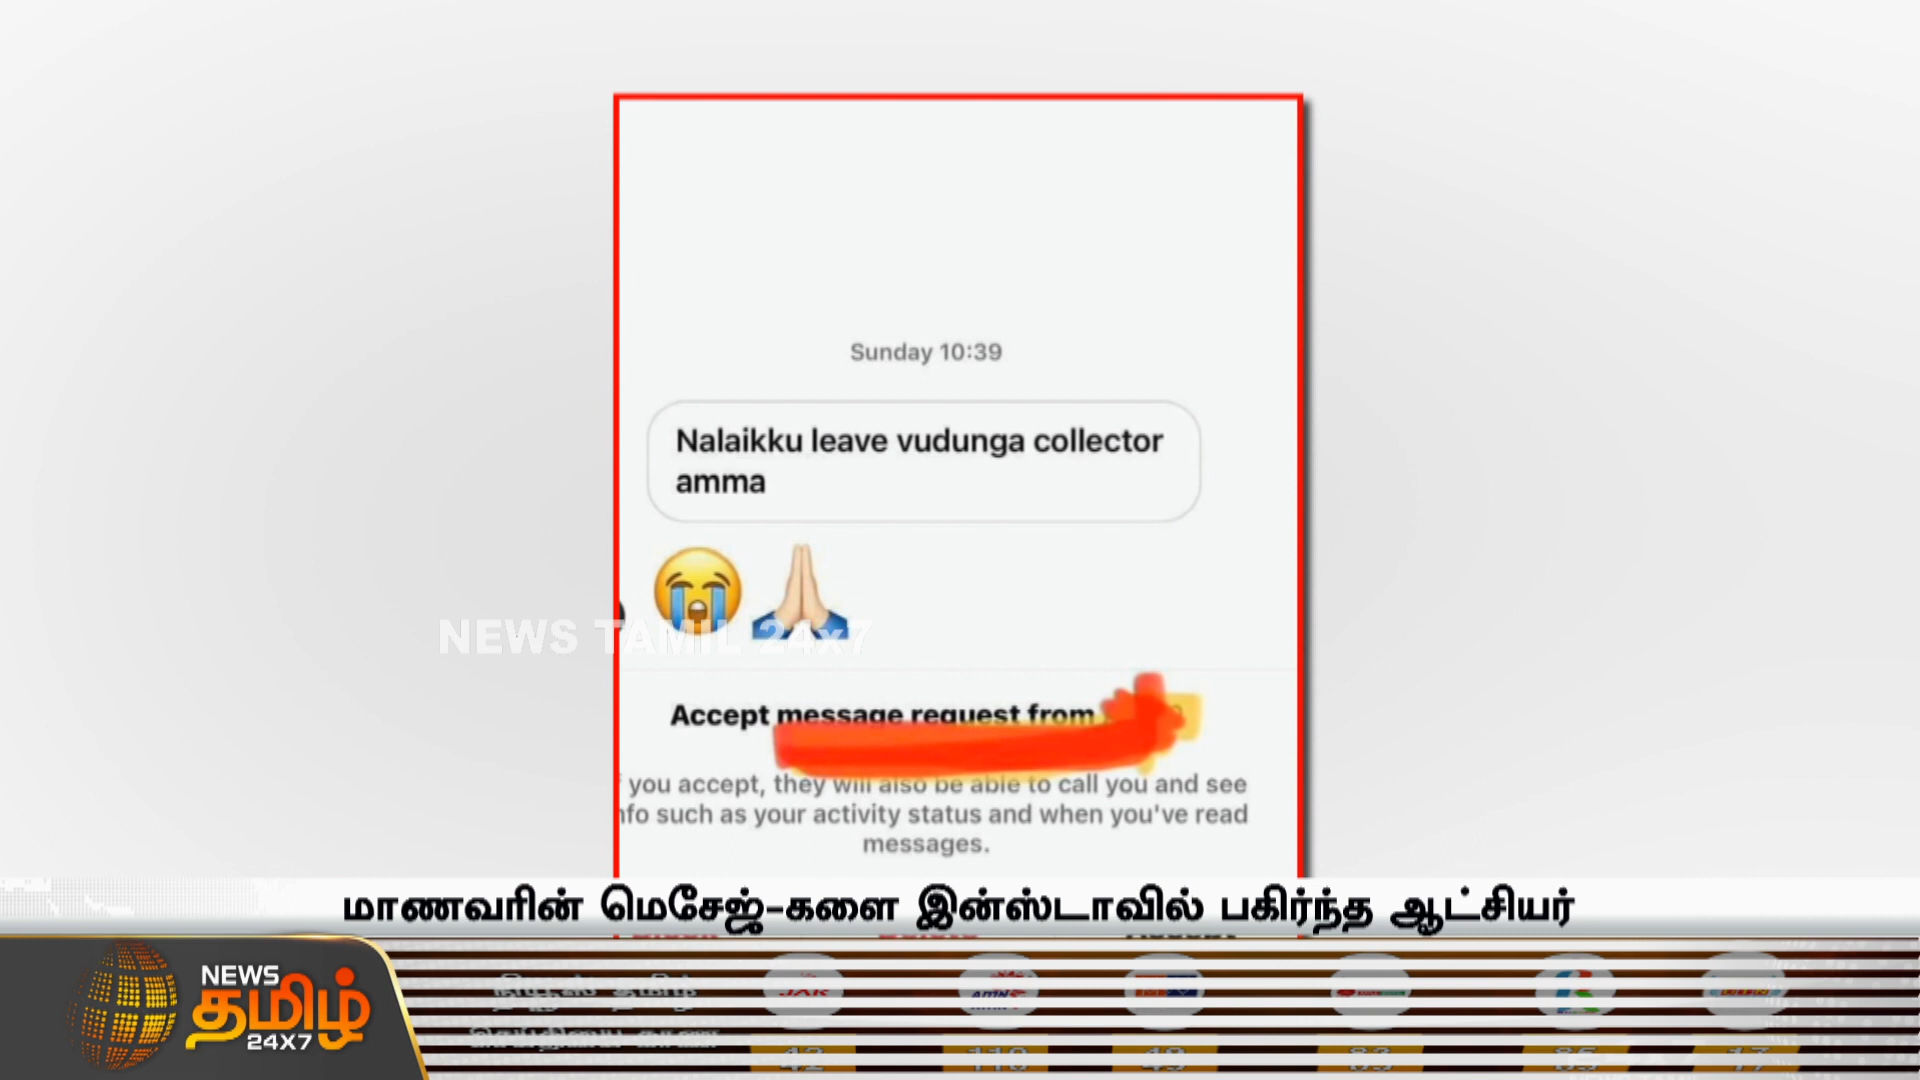 Sunday 10:39
Nalaikku leave vudunga collector
amma
NEWS TAMIL 24x7
Accept message request from
you accept, they will also be able to call you and see
such as your activity status and when you've read
messages.
மாணவரின் மெசேஜ்-களை இன்ஸ்டாவில் பகிர்ந்த ஆட்சியர்
NEWS
தமிழ்
24X7